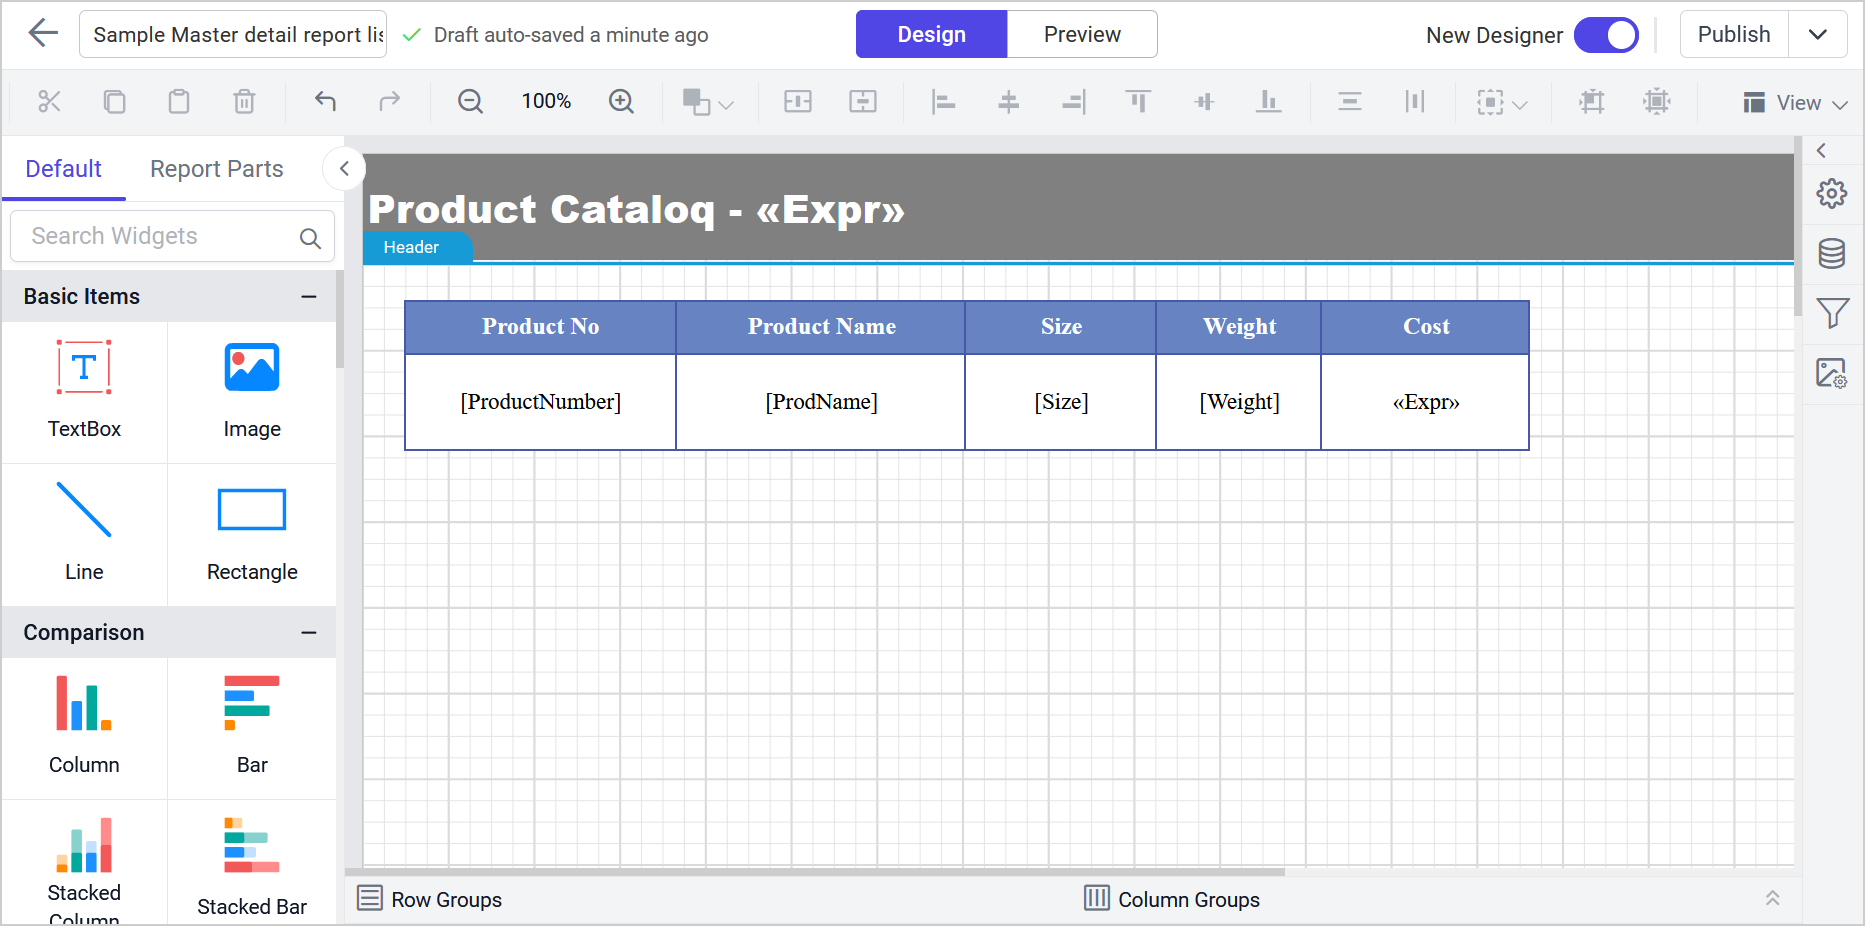 Sample Master detail report lis
Draft auto-saved a minute ago
Design
Preview
New Designer
Publish
100%
View
Default
Report Parts
Search Widgets
Basic Items
TextBox
Image
Line
Rectangle
Comparison
Column
Bar
Stacked
Column
Stacked Bar
Product Cataloq - «Expr»
Header
Product No Product Name Size Weight Cost
[ProductNumber] [ProdName] [Size] [Weight] «Expr»
Row Groups
Column Groups